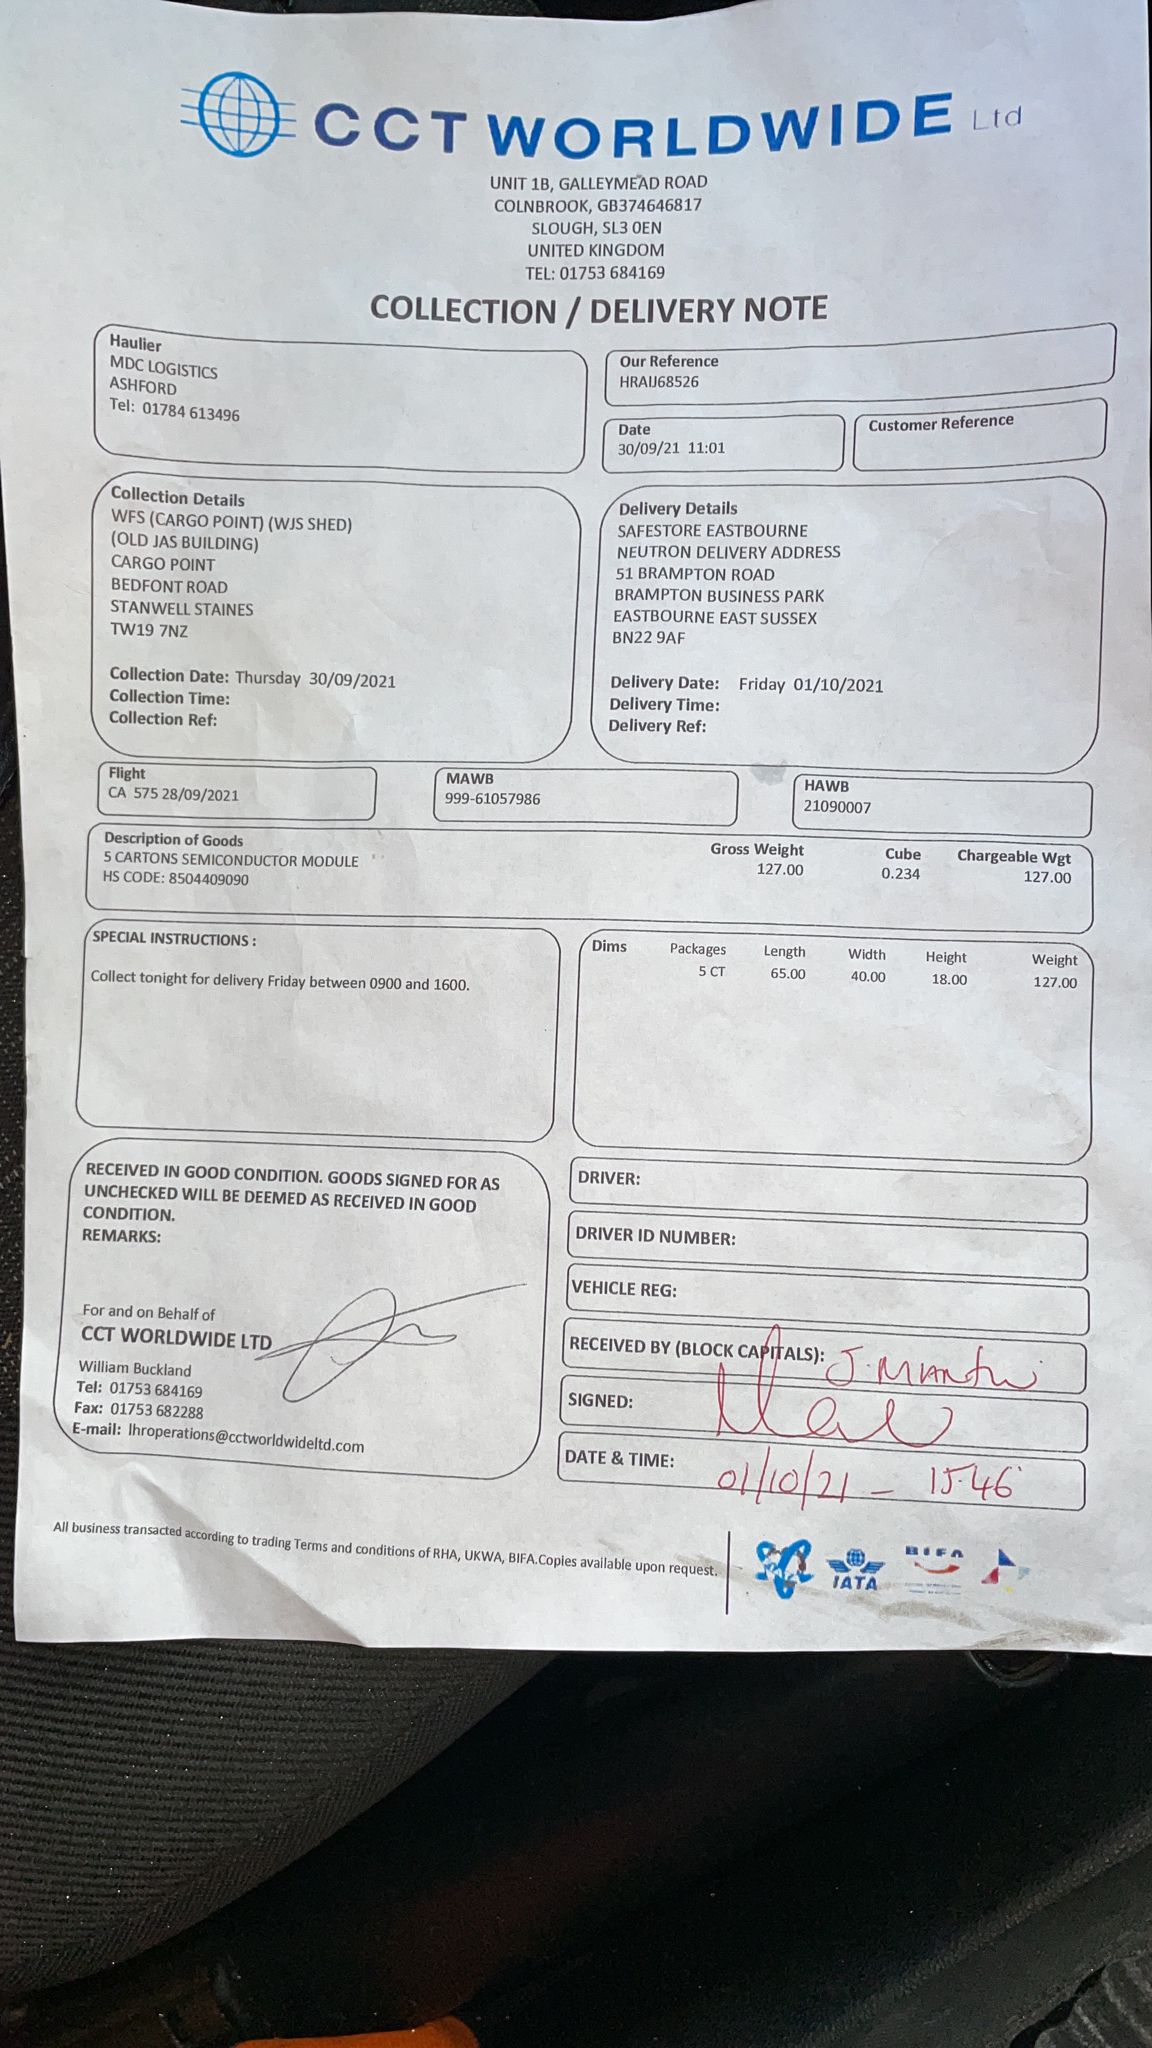 CCT WORLDWIDE Ltd
UNIT 1B, GALLEYMEAD ROAD
COLNBROOK, GB374646817
SLOUGH, SL3 0EN
UNITED KINGDOM
TEL: 01753 684169
COLLECTION / DELIVERY NOTE
Haulier
MDC LOGISTICS
ASHFORD
Tel: 01784 613496
Our Reference
HRAIJ68526
Date
30/09/21 11:01
Customer Reference
Collection Details
WFS (CARGO POINT) (WJS SHED)
(OLD JAS BUILDING)
CARGO POINT
BEDFONT ROAD
STANWELL STAINES
TW19 7NZ
Collection Date: Thursday 30/09/2021
Collection Time:
Collection Ref:
Delivery Details
SAFESTORE EASTBOURNE
NEUTRON DELIVERY ADDRESS
51 BRAMPTON ROAD
BRAMPTON BUSINESS PARK
EASTBOURNE EAST SUSSEX
BN22 9AF
Delivery Date: Friday 01/10/2021
Delivery Time:
Delivery Ref:
Flight
CA 575 28/09/2021
MAWB
999-61057986
HAWB
21090007
Description of Goods Gross Weight Cube Chargeable Wgt
5 CARTONS SEMICONDUCTOR MODULE 127.00 0.234 127.00
HS CODE: 8504409090
SPECIAL INSTRUCTIONS :
Collect tonight for delivery Friday between 0900 and 1600.
Dims Packages Length Width Height Weight
5 CT 65.00 40.00 18.00 127.00
RECEIVED IN GOOD CONDITION. GOODS SIGNED FOR AS
UNCHECKED WILL BE DEEMED AS RECEIVED IN GOOD
CONDITION.
REMARKS:
For and on Behalf of
CCT WORLDWIDE LTD
William Buckland
Tel: 01753 684169
Fax: 01753 682288
E-mail: lhroperations@cctworldwideltd.com
DRIVER:
DRIVER ID NUMBER:
VEHICLE REG:
RECEIVED BY (BLOCK CAPITALS): J.
SIGNED:
DATE & TIME: 01/10/21 - 15.46
All business transacted according to trading Terms and conditions of RHA, UKWA, BIFA.Copies available upon request.
IATA
BIFA